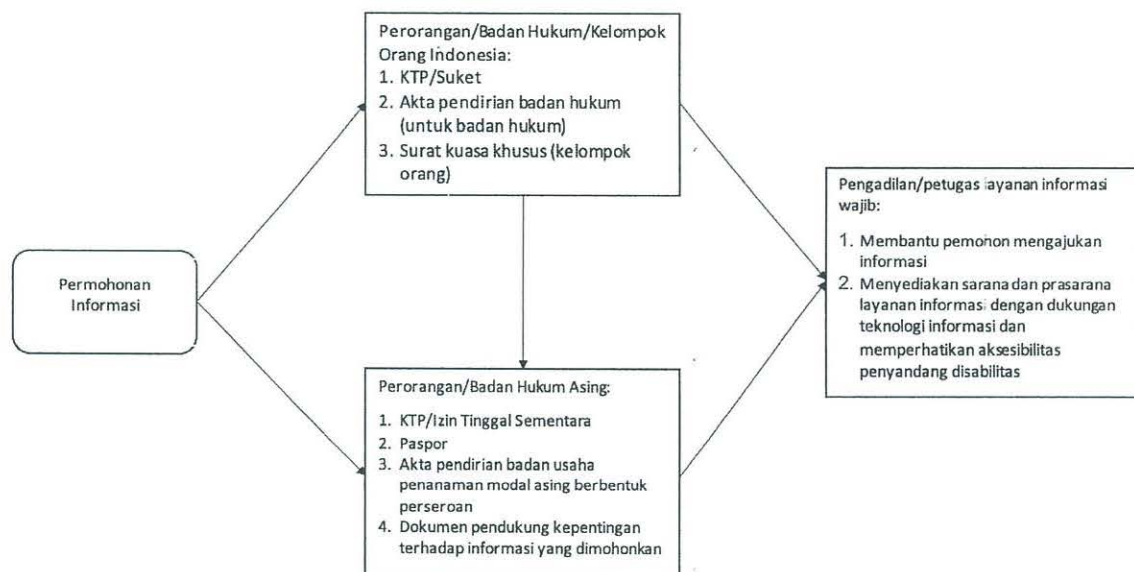 Perorangan/Badan Hukum/Kelompok
Orang Indonesia:
1. KTP/Suket
2. Akta pendirian badan hukum
(untuk badan hukum)
3. Surat kuasa khusus (kelompok
orang)
Permohonan
Informasi
Perorangan/Badan Hukum Asing:
1. KTP/Izin Tinggal Sementara
2. Paspor
3. Akta pendirian badan usaha
penanaman modal asing berbentuk
perseroan
4. Dokumen pendukung kepentingan
terhadap informasi yang dimohonkan
Pengadilan/petugas layanan informasi
wajib:
1. Membantu pemohon mengajukan
informasi
2. Menyediakan sarana dan prasarana
layanan informasi dengan dukungan
teknologi informasi dan
memperhatikan aksesibilitas
penyandang disabilitas